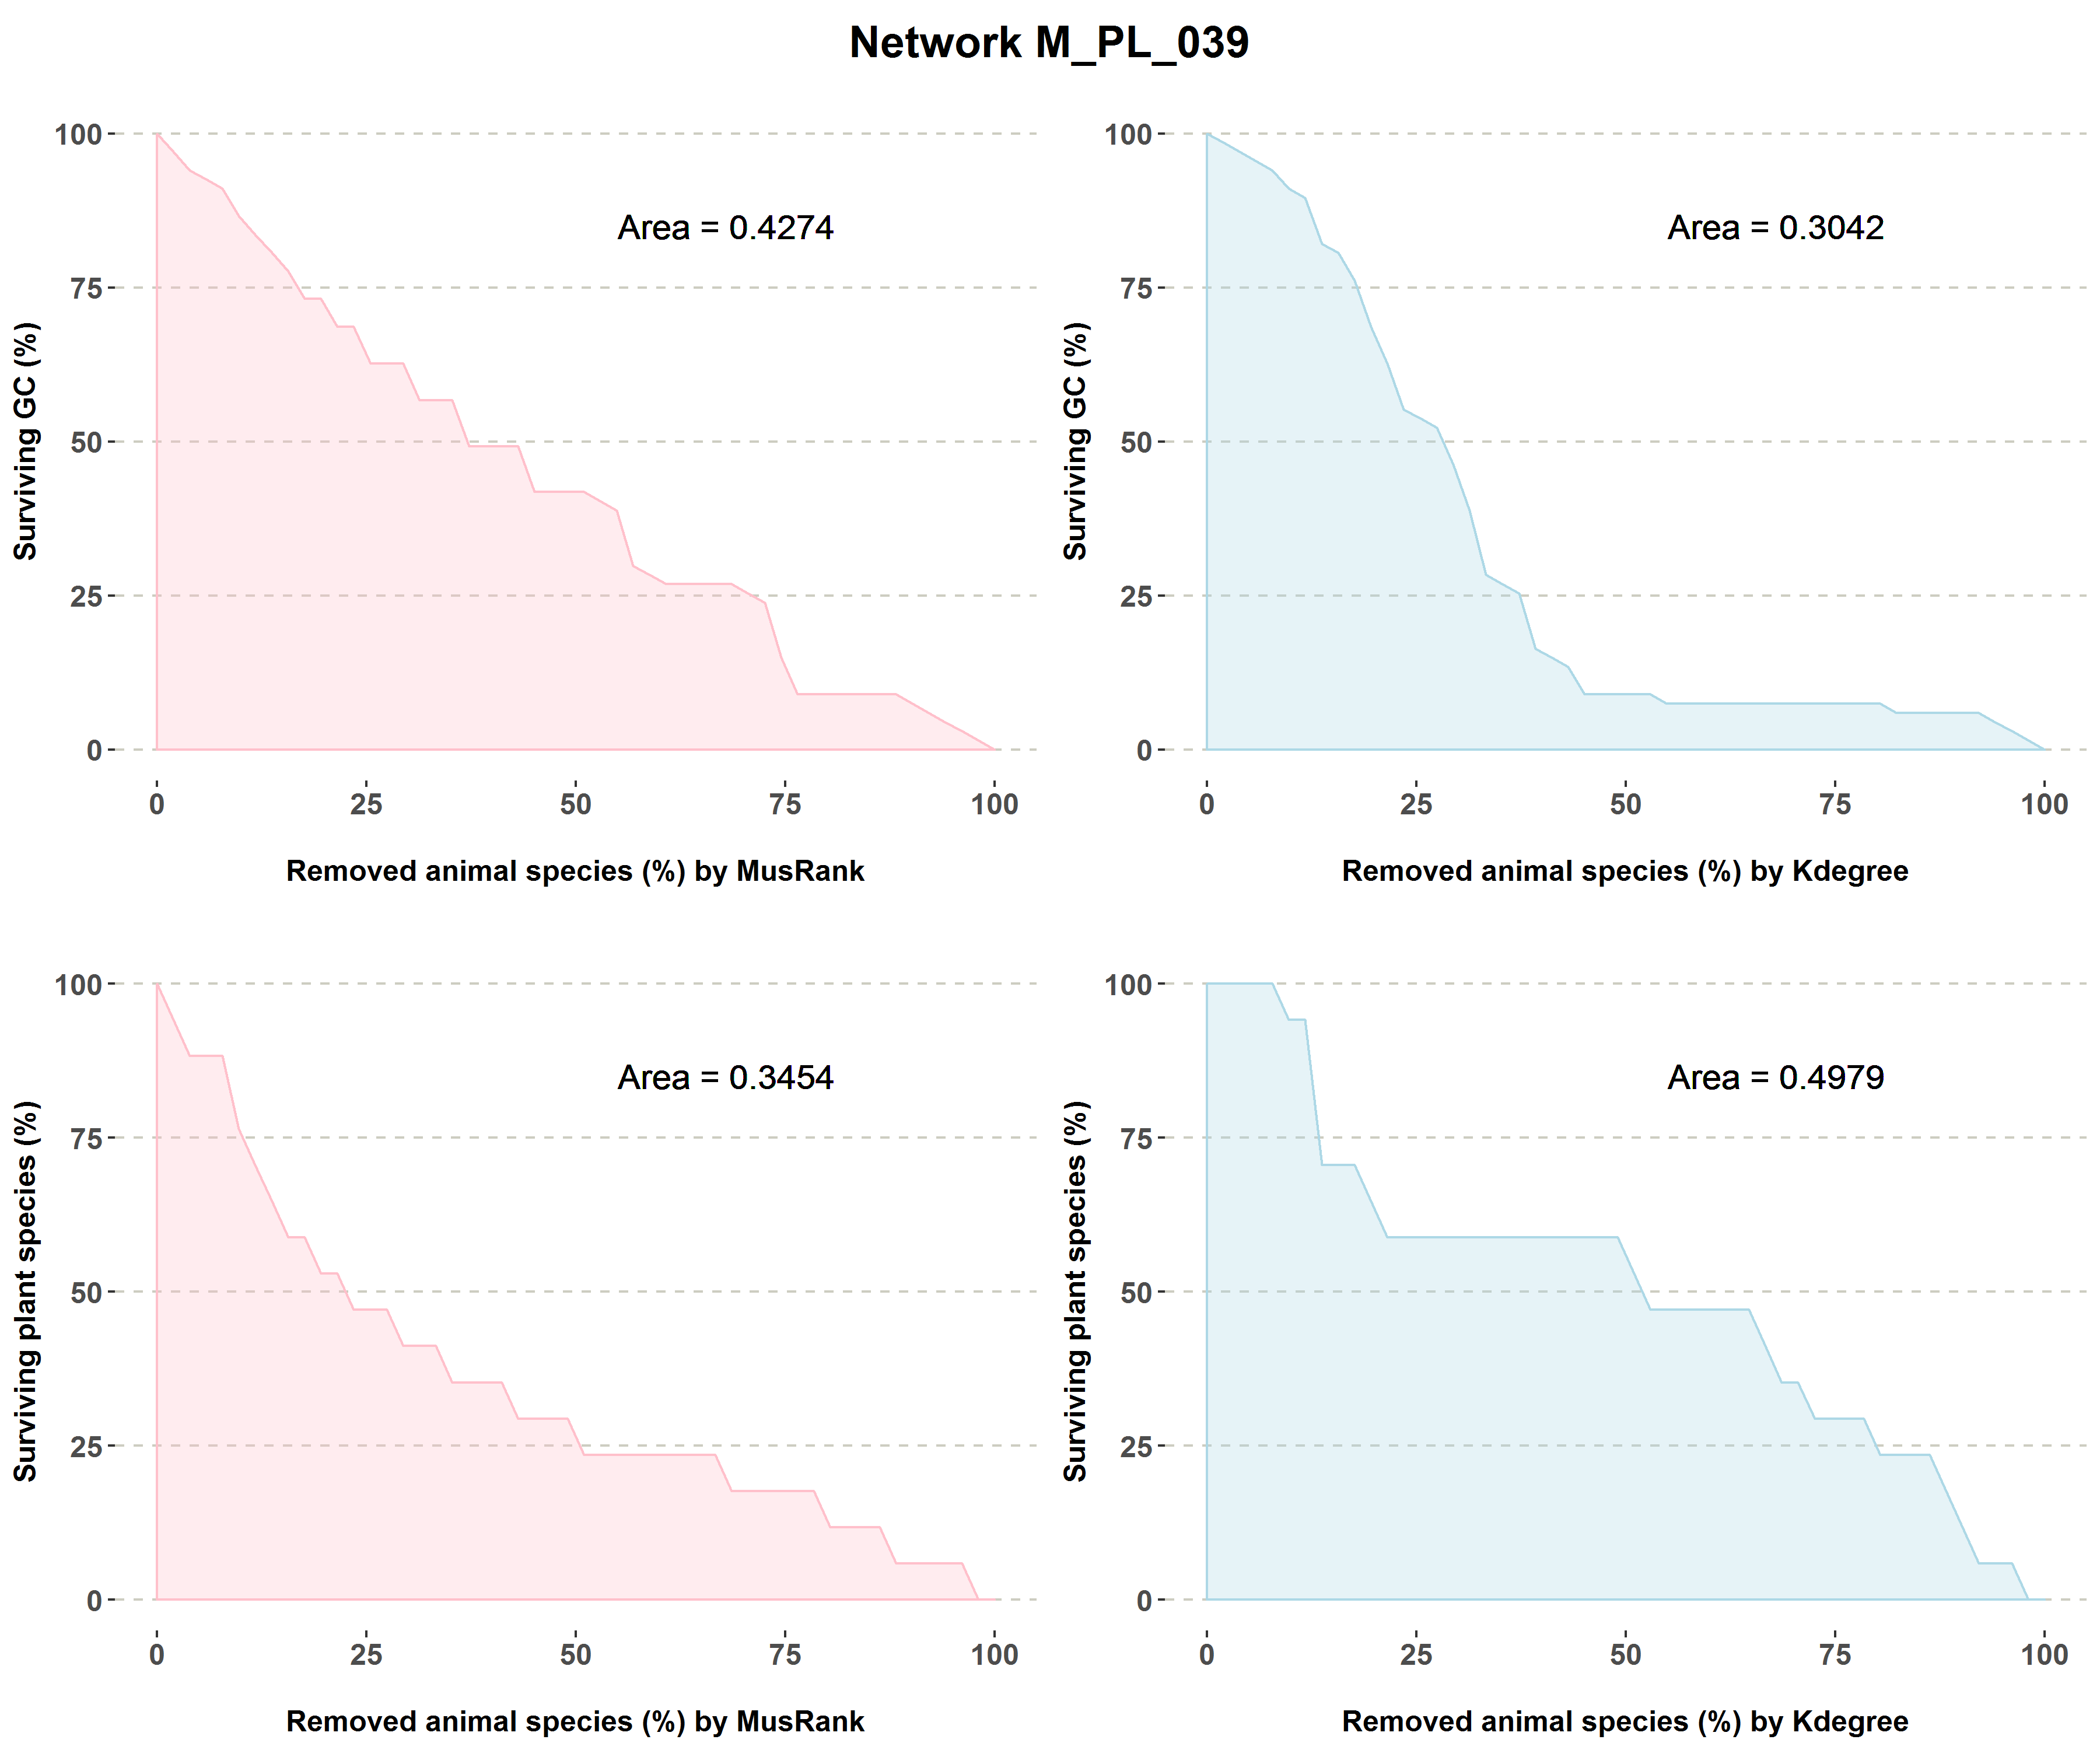 Network M_PL_039
100
75
50
25
0
Surviving GC (%)
Area = 0.4274
0 25 50 75 100
Removed animal species (%) by MusRank
100
75
50
25
0
Surviving GC (%)
Area = 0.3042
0 25 50 75 100
Removed animal species (%) by Kdegree
100
75
50
25
0
Surviving plant species (%)
Area = 0.3454
0 25 50 75 100
Removed animal species (%) by MusRank
100
75
50
25
0
Surviving plant species (%)
Area = 0.4979
0 25 50 75 100
Removed animal species (%) by Kdegree